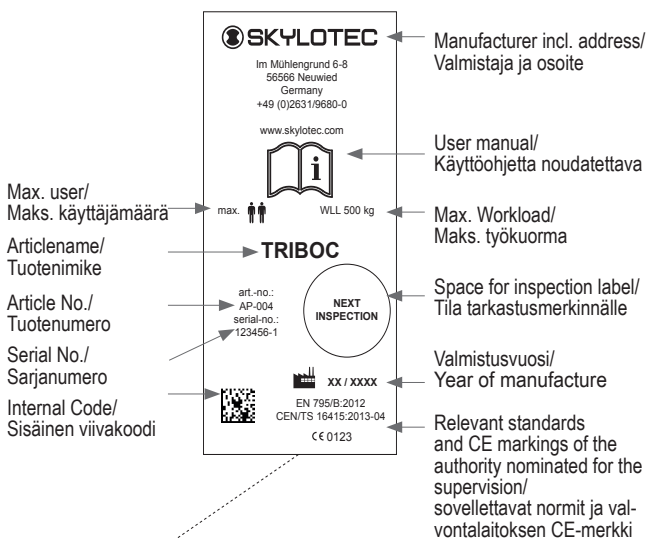 SKYLOTEC
Im Mühlengrund 6-8
56566 Neuwied
Germany
+49 (0)2631/9680-0
www.skylotec.com
i
max.
WLL 500 kg
TRIBOC
art.-no.:
AP-004
serial-no.:
123456-1
NEXT
INSPECTION
XX / XXXX
EN 795/B:2012
CEN/TS 16415:2013-04
CE 0123
Max. user/
Maks. käyttäjämäärä
Articlename/
Tuotenimike
Article No./
Tuotenumero
Serial No./
Sarjanumero
Internal Code/
Sisäinen viivakoodi
Manufacturer incl. address/
Valmistaja ja osoite
User manual/
Käyttöohjetta noudatettava
Max. Workload/
Maks. työkuorma
Space for inspection label/
Tila tarkastusmerkinnälle
Valmistusvuosi/
Year of manufacture
Relevant standards
and CE markings of the
authority nominated for the
supervision/
sovellettavat normit ja val-
vontalaitoksen CE-merkki